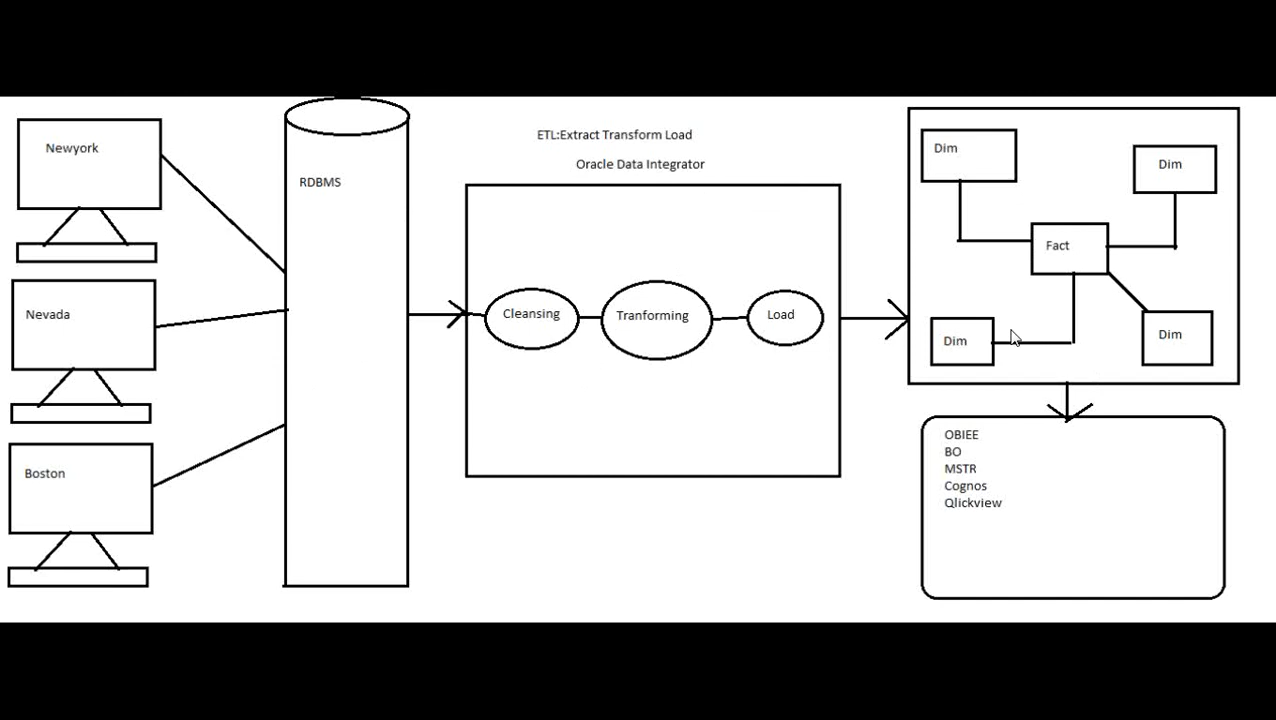 Newyork
Nevada
Boston
RDBMS
ETL:Extract Transform Load
Oracle Data Integrator
Cleansing
Tranforming
Load
Dim
Dim
Fact
Dim
Dim
OBIEE
BO
MSTR
Cognos
Qlickview